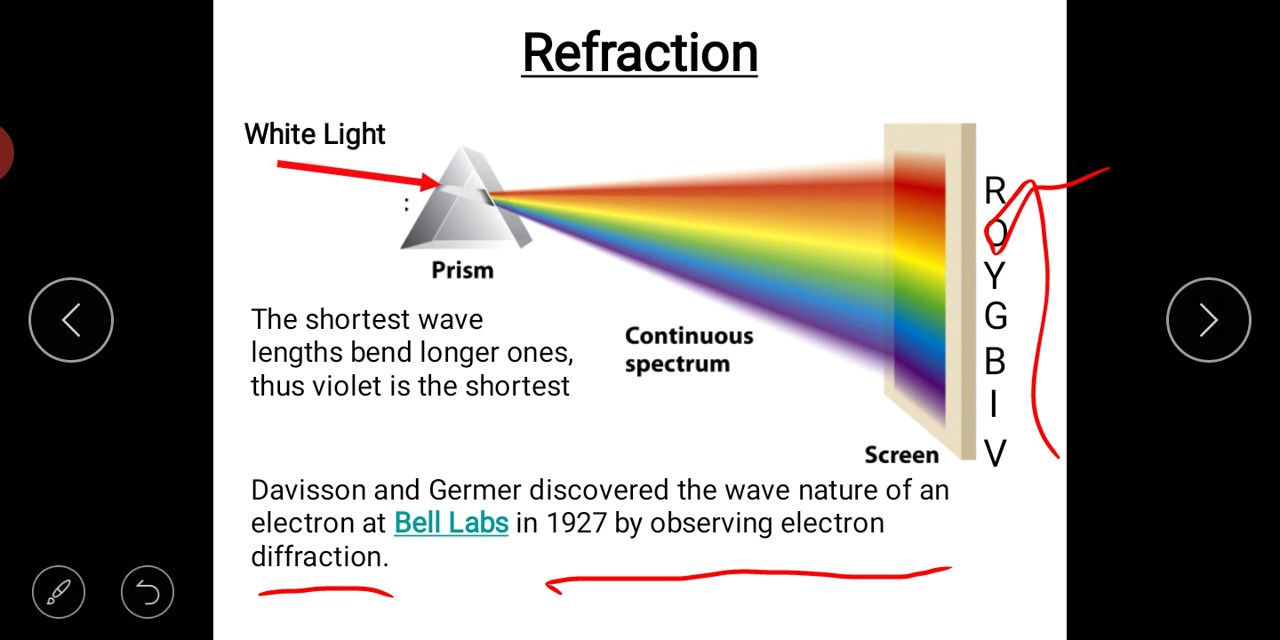 Refraction
White Light
:
Prism
R
O
Y
G
B
I
V
The shortest wave
lengths bend longer ones,
thus violet is the shortest
Continuous
spectrum
Screen
Davisson and Germer discovered the wave nature of an
electron at Bell Labs in 1927 by observing electron
diffraction.